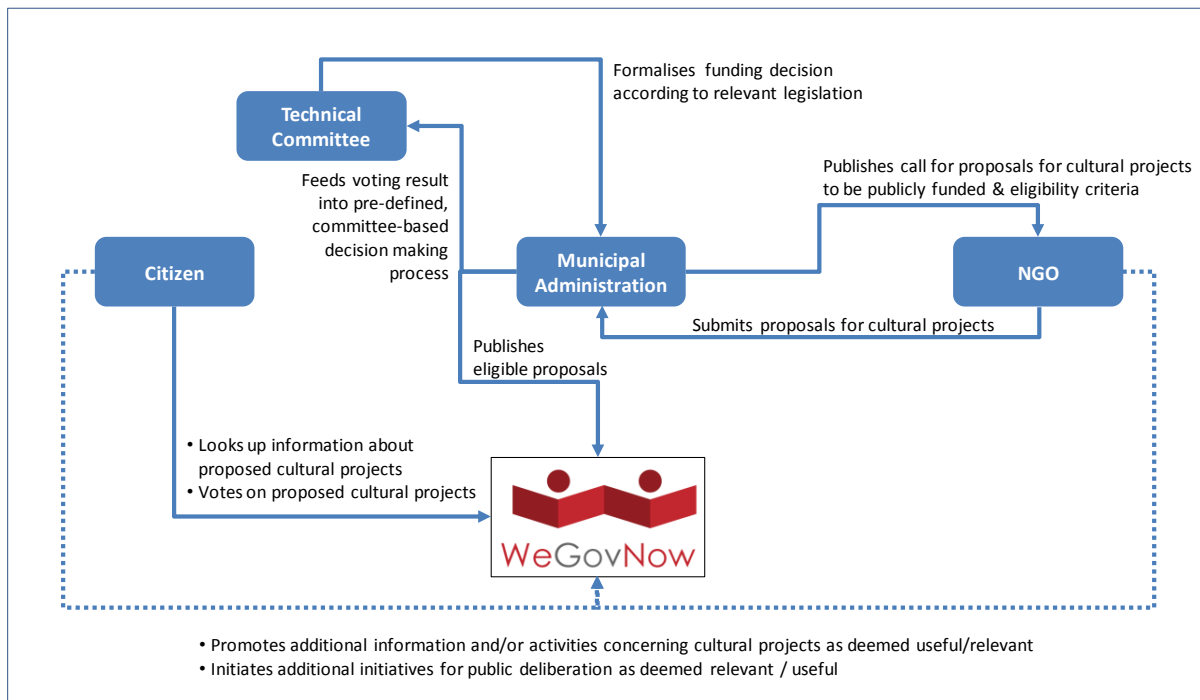 Formalises funding decision
according to relevant legislation
Technical
Committee
Publishes call for proposals for cultural projects
to be publicly funded & eligibility criteria
Feeds voting result
into pre-defined,
committee-based
decision making
process
Citizen
Municipal
Administration
NGO
Submits proposals for cultural projects
Publishes
eligible proposals
• Looks up information about
proposed cultural projects
• Votes on proposed cultural projects
WeGovNow
• Promotes additional information and/or activities concerning cultural projects as deemed useful/relevant
• Initiates additional initiatives for public deliberation as deemed relevant / useful